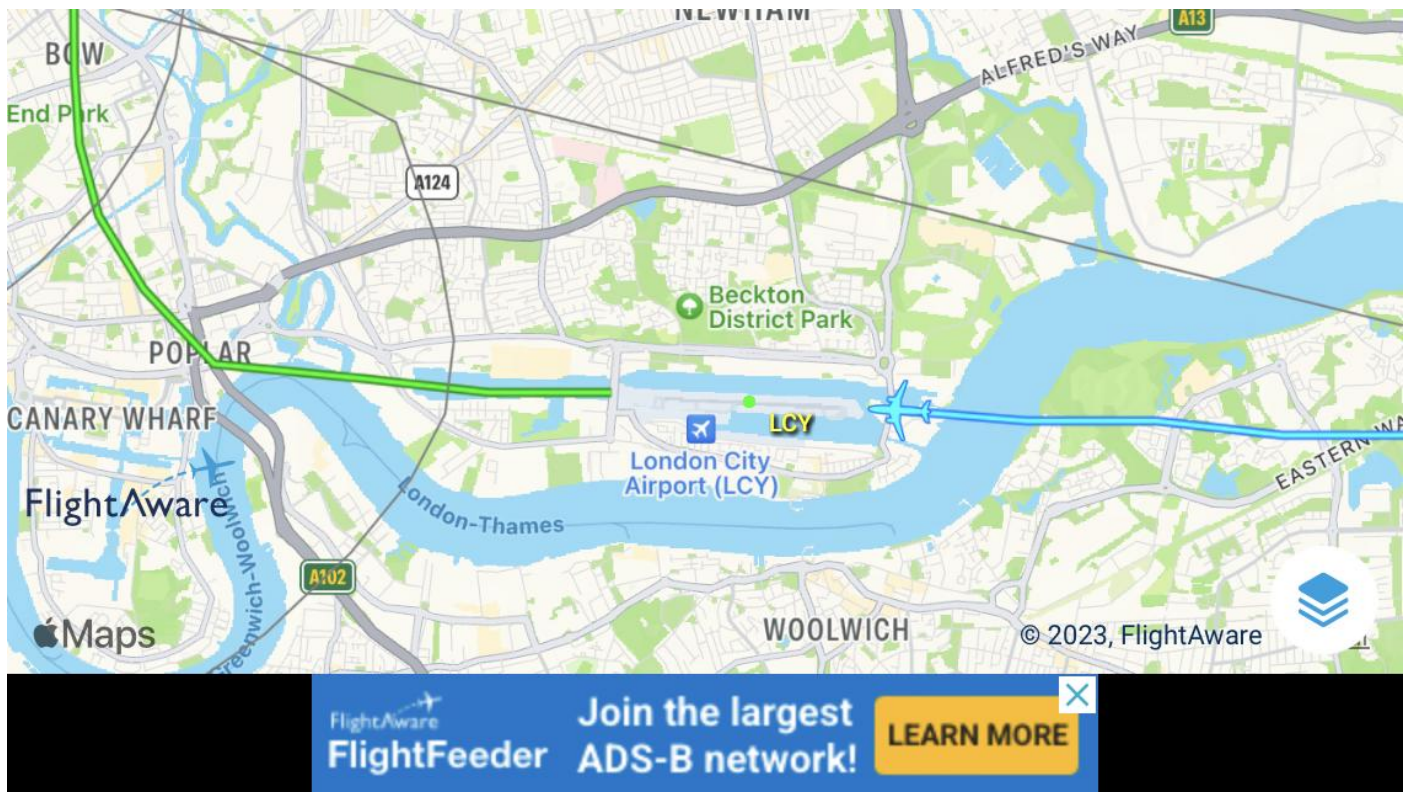 NEWHAM
A13
BOW
ALFRED'S WAY
End Park
A124
Beckton
District Park
POPLAR
CANARY WHARF
LCY
London City
Airport (LCY)
EASTERN WA
FlightAware
London-Thames
Greenwich-Woolwich
A102
Maps
WOOLWICH
© 2023, FlightAware
FlightAware
FlightFeeder
Join the largest
ADS-B network!
LEARN MORE